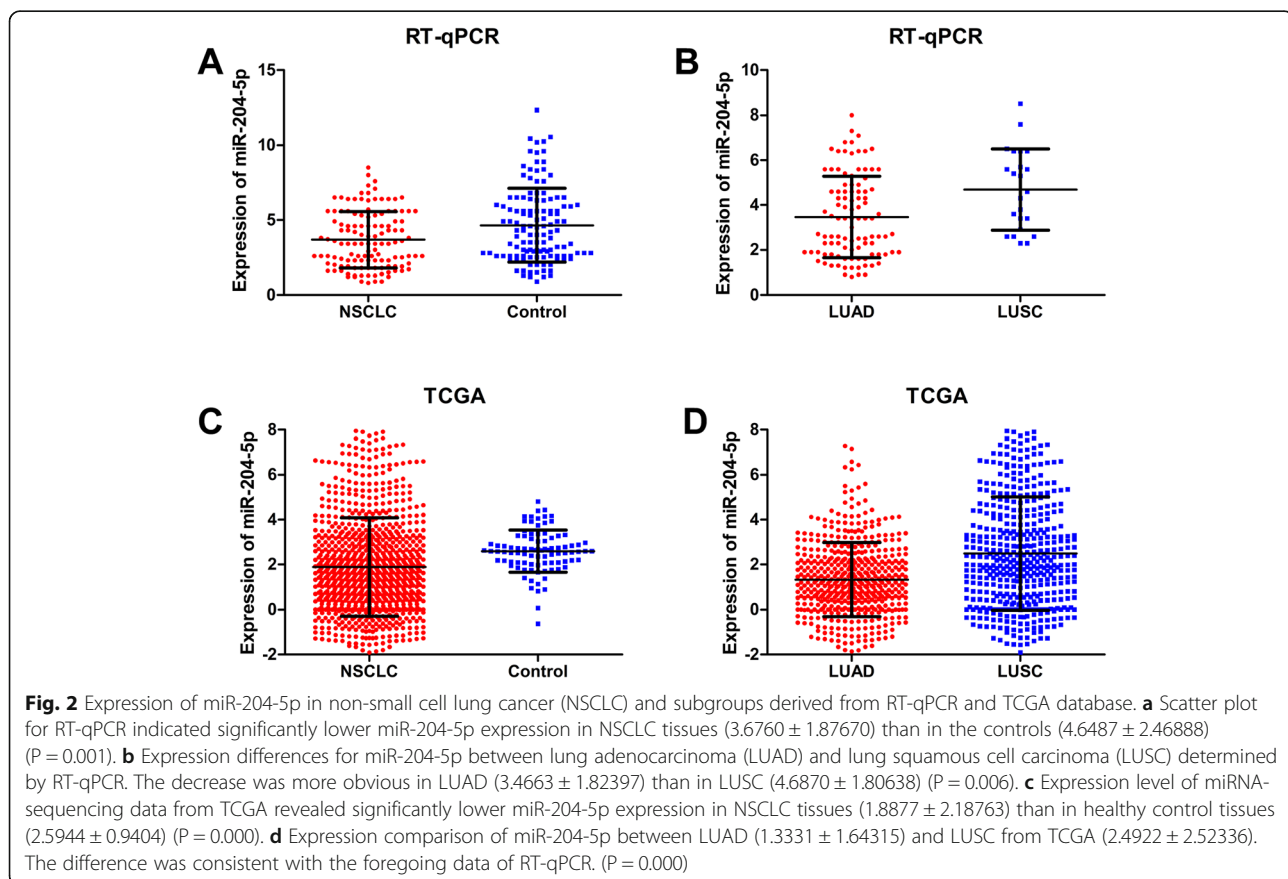 RT-qPCR
A
Expression of miR-204-5p
15
10
5
0
NSCLC
Control
RT-qPCR
B
Expression of miR-204-5p
10
8
6
4
2
0
LUAD
LUSC
TCGA
C
Expression of miR-204-5p
8
6
4
2
0
-2
NSCLC
Control
TCGA
D
Expression of miR-204-5p
8
6
4
2
0
-2
LUAD
LUSC
Fig. 2 Expression of miR-204-5p in non-small cell lung cancer (NSCLC) and subgroups derived from RT-qPCR and TCGA database. a Scatter plot
for RT-qPCR indicated significantly lower miR-204-5p expression in NSCLC tissues (3.6760 ± 1.87670) than in the controls (4.6487 ± 2.46888)
(P = 0.001). b Expression differences for miR-204-5p between lung adenocarcinoma (LUAD) and lung squamous cell carcinoma (LUSC) determined
by RT-qPCR. The decrease was more obvious in LUAD (3.4663 ± 1.82397) than in LUSC (4.6870 ± 1.80638) (P = 0.006). c Expression level of miRNA-
sequencing data from TCGA revealed significantly lower miR-204-5p expression in NSCLC tissues (1.8877 ± 2.18763) than in healthy control tissues
(2.5944 ± 0.9404) (P = 0.000). d Expression comparison of miR-204-5p between LUAD (1.3331 ± 1.64315) and LUSC from TCGA (2.4922 ± 2.52336).
The difference was consistent with the foregoing data of RT-qPCR. (P = 0.000)